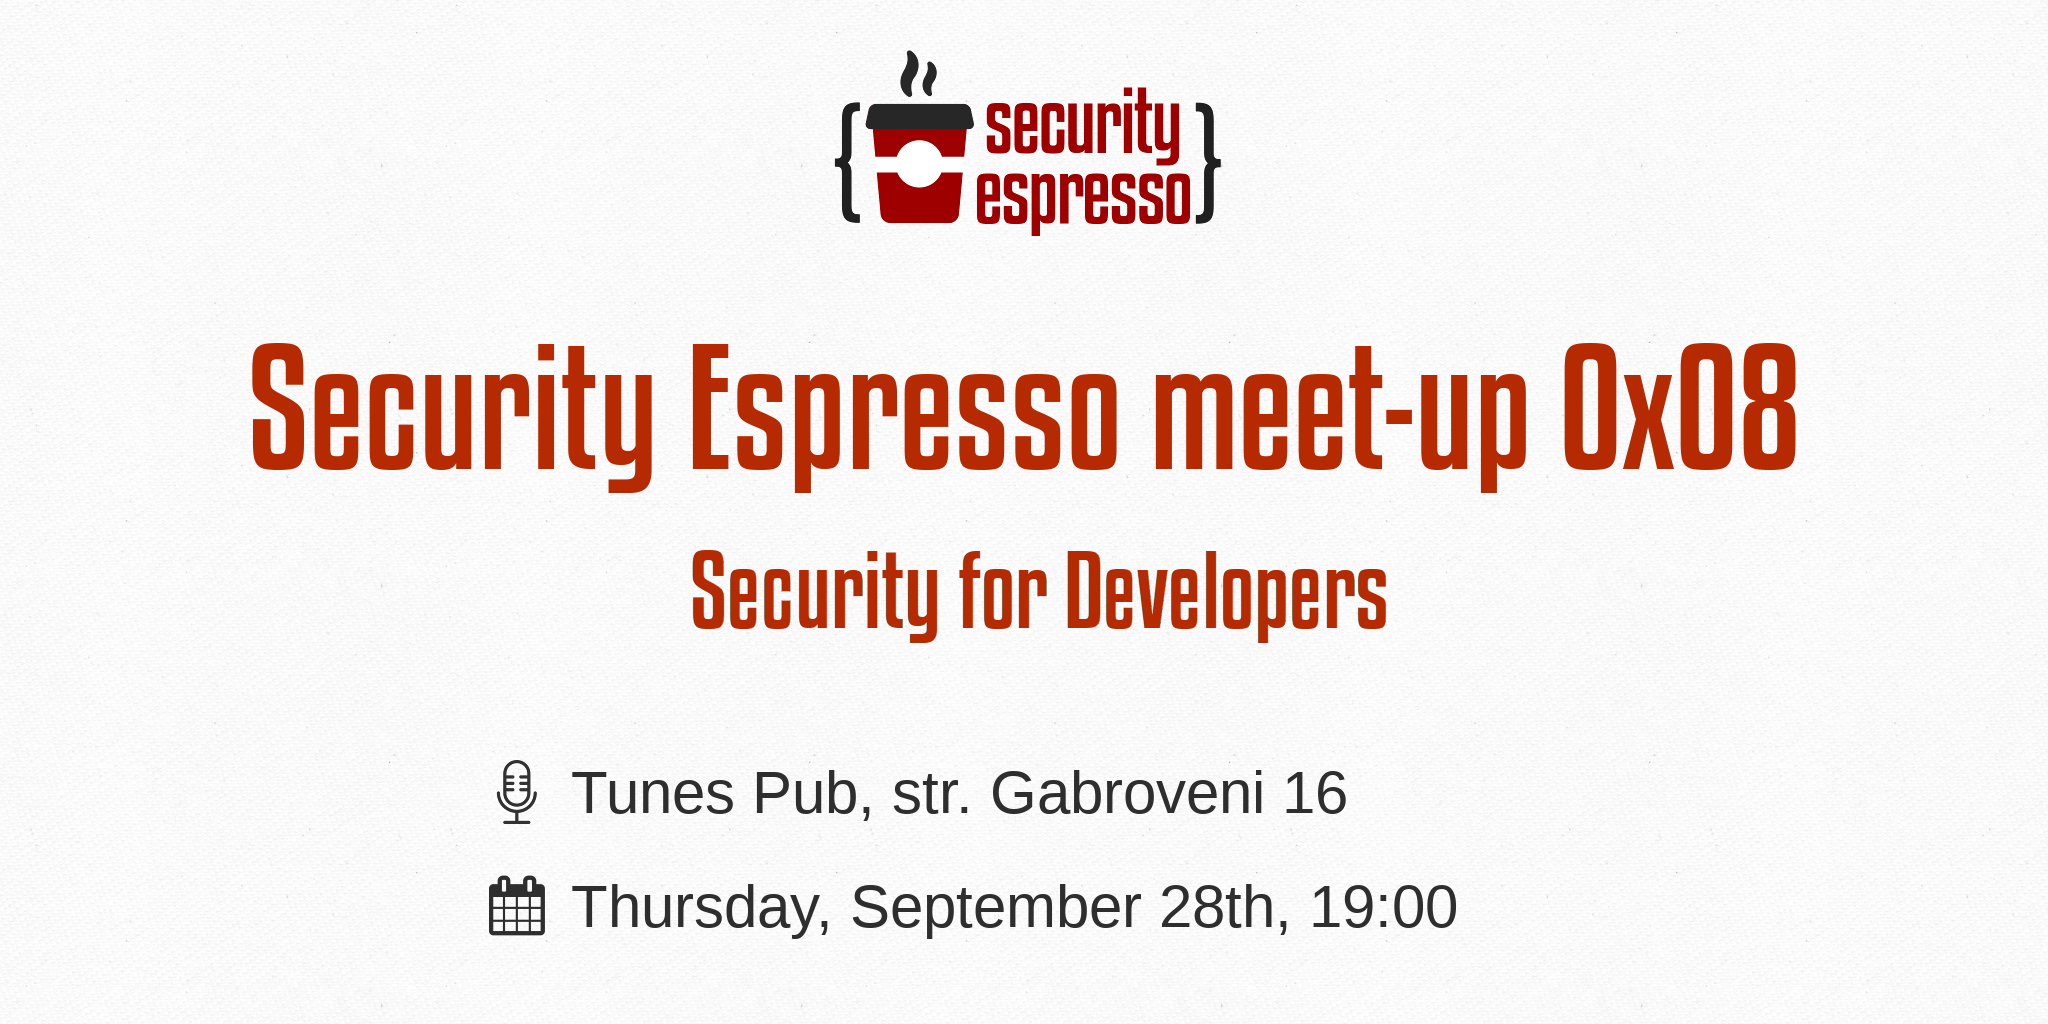 { security
espresso }
Security Espresso meet-up 0x08
Security for Developers
Tunes Pub, str. Gabroveni 16
Thursday, September 28th, 19:00